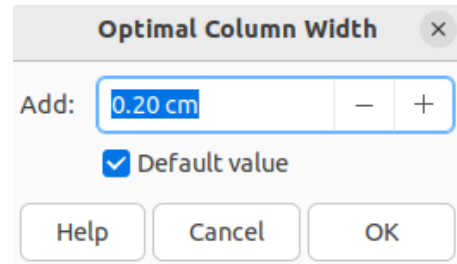 Optimal Column Width
Add: 0.20 cm
Default value
Help Cancel OK